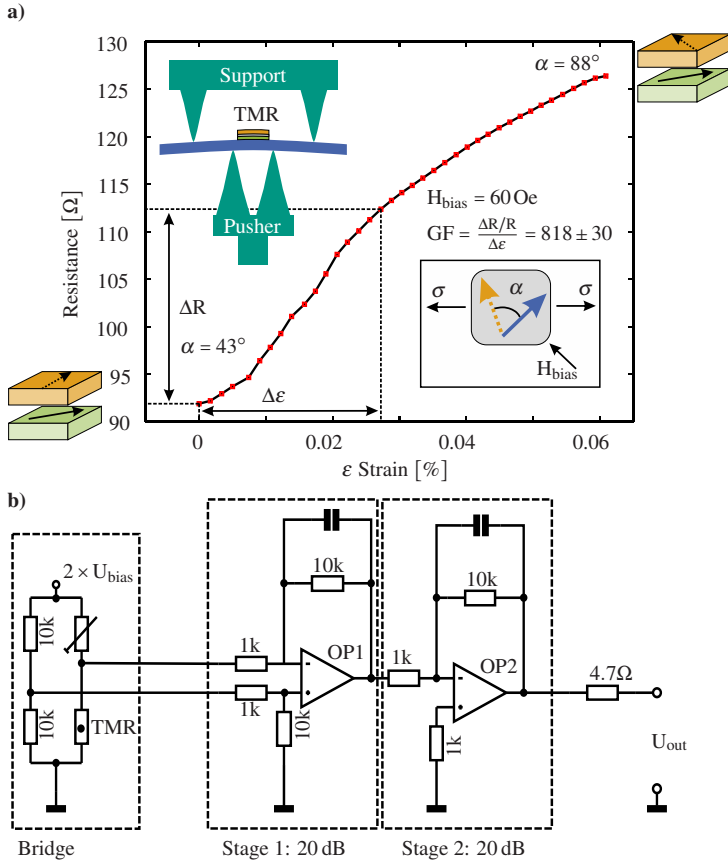 a)
130
125
120
115
110
105
100
95
90
Resistance [Ω]
Support
TMR
Pusher
α = 88°
H_bias = 60 Oe
GF = ΔR/R / Δε = 818 ± 30
σ
α
σ
H_bias
ΔR
α = 43°
Δε
0
0.02
0.04
0.06
ε Strain [%]
b)
2 × U_bias
10k
10k
TMR
Bridge
10k
1k
1k
10k
-
+
OP1
Stage 1: 20 dB
10k
1k
1k
-
+
OP2
Stage 2: 20 dB
4.7Ω
U_out